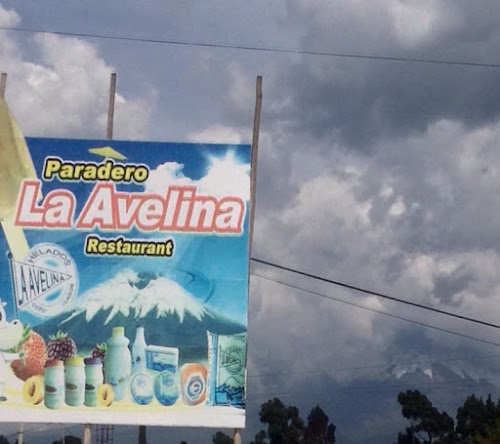 Paradero
La Avelina
Restaurant
HELADOS
LA AVELINA